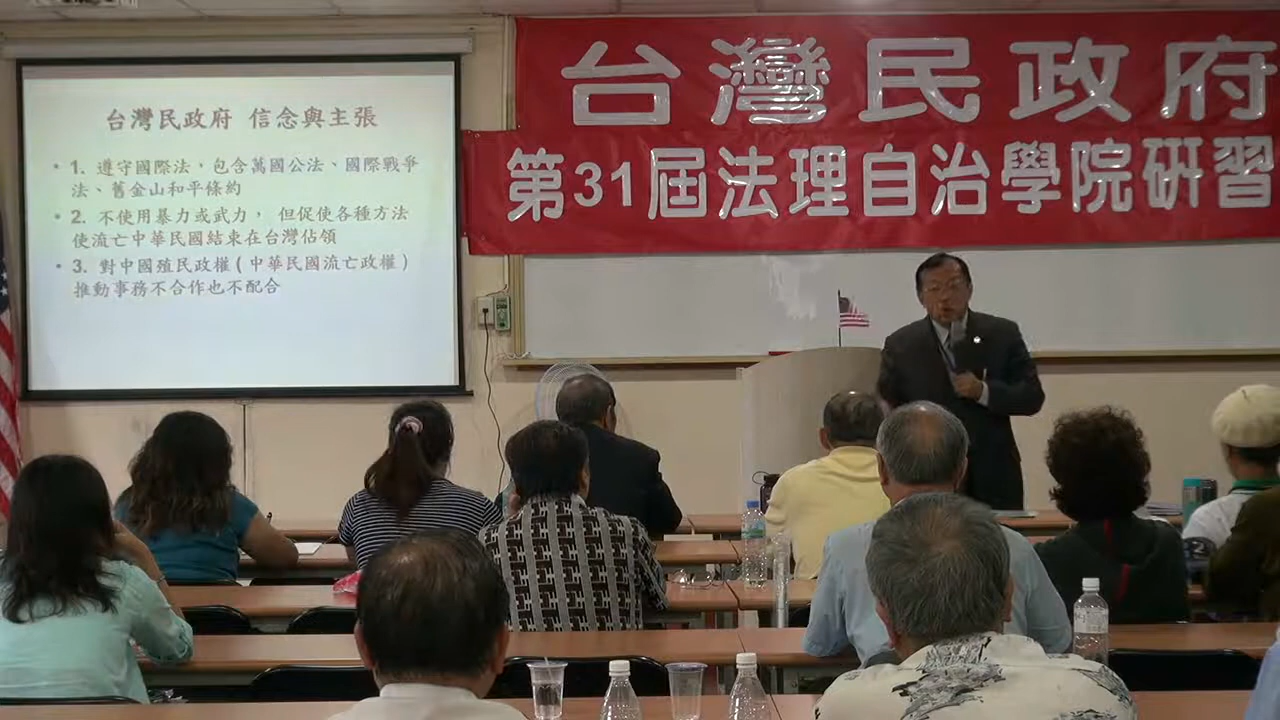 台灣民政府 信念與主張
• 1. 遵守國際法，包含萬國公法、國際戰爭
法、舊金山和平條約
• 2. 不使用暴力或武力， 但促使各種方法
使流亡中華民國結束在台灣佔領
• 3. 對中國殖民政權（中華民國流亡政權）
推動事務不合作也不配合
台灣民政府
第31屆法理自治學院研習